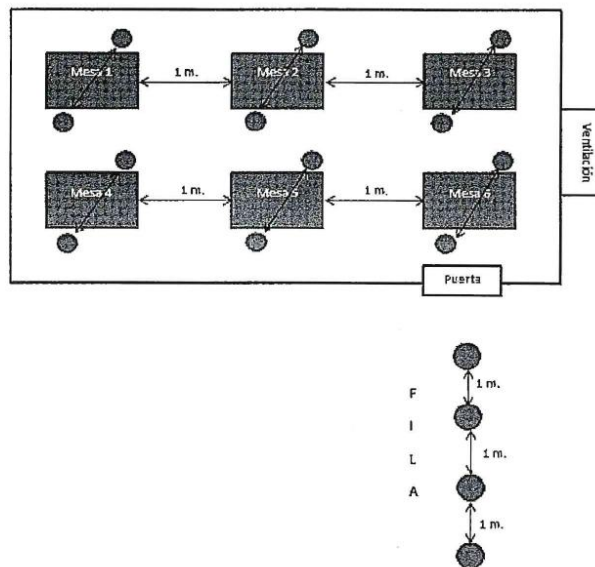 Mesa 1 1 m. Mesa 2 1 m. Mesa 3
Ventilación
Mesa 4 1 m. Mesa 5 1 m. Mesa 6
Puerta
1 m.
F
I
1 m.
L
A
1 m.